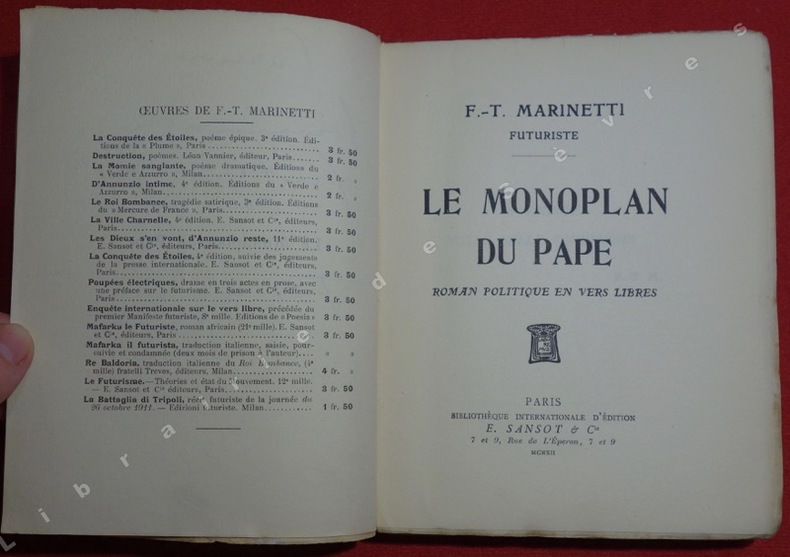 ŒUVRES DE F.-T. MARINETTI
La Conquête des Étoiles, poème épique. 3e édition. Édi-
tions de la « Plume », Paris .......... 3 fr. 50
Destruction, poèmes. Léon Vannier, éditeur, Paris..... 3 fr. 50
La Momie sanglante, poème dramatique. Éditions du
« Verde e Azzurro », Milan .......... 2 fr. »
D'Annunzio intime, 4e édition. Éditions du « Verde e
Azzurro », Milan.......... 2 fr. »
Le Roi Bombance, tragédie satirique, 3e édition. Éditions
du « Mercure de France », Paris.......... 3 fr. 50
La Ville Charnelle, 4e édition. E. Sansot et Cie, éditeurs,
Paris.......... 3 fr. 50
Les Dieux s'en vont, d'Annunzio reste, 11e édition.
E. Sansot et Cie, éditeurs, Paris.......... 3 fr. 50
La Conquête des Étoiles, 4e édition, suivie des jugements
de la presse internationale. E. Sansot et Cie, éditeurs,
Paris.......... 3 fr. 50
Poupées électriques, drame en trois actes en prose, avec
une préface sur le futurisme. E. Sansot et Cie, éditeurs,
Paris.......... 3 fr. 50
Enquête internationale sur le vers libre, précédée du
premier Manifeste futuriste, 8e mille. Editions de « Poesia » 3 fr. 50
Mafarka le Futuriste, roman africain (21e mille). E. Sansot
et Cie, éditeurs, Paris .......... 3 fr. 50
Mafarka il futurista, traduction italienne, saisie, pour-
suivie et condamnée (deux mois de prison à l'auteur).... » »
Re Baldoria, traduction italienne du Roi Bombance, (4e
mille) fratelli Treves, éditeurs, Milan.......... 4 fr. »
Le Futurisme.—Théories et état du Mouvement. 12e mille.
— E. Sansot et Cie, éditeurs, Paris.......... 3 fr. 50
La Battaglia di Tripoli, récit futuriste de la journée du
26 octobre 1911. — Edizioni futuriste. Milan.......... 1 fr. 50
F.-T. MARINETTI
FUTURISTE
LE MONOPLAN
DU PAPE
ROMAN POLITIQUE EN VERS LIBRES
PARIS
BIBLIOTHÈQUE INTERNATIONALE D'ÉDITION
E. SANSOT & Cie
7 et 9, Rue de L'Éperon, 7 et 9
MCMXII
Librairie de sevres